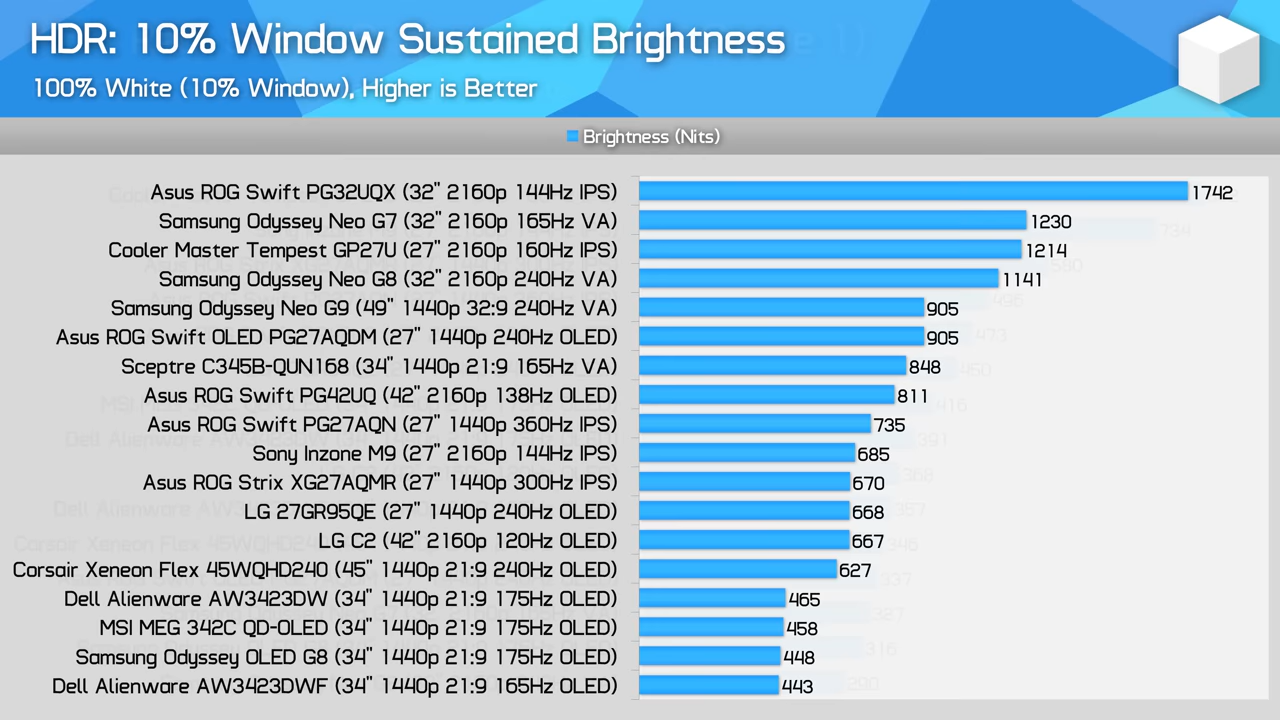 HDR: 10% Window Sustained Brightness
100% White (10% Window), Higher is Better
Brightness (Nits)
Asus ROG Swift PG32UQX (32" 2160p 144Hz IPS) 1742
Samsung Odyssey Neo G7 (32" 2160p 165Hz VA) 1230
Cooler Master Tempest GP27U (27" 2160p 160Hz IPS) 1214
Samsung Odyssey Neo G8 (32" 2160p 240Hz VA) 1141
Samsung Odyssey Neo G9 (49" 1440p 32:9 240Hz VA) 905
Asus ROG Swift OLED PG27AQDM (27" 1440p 240Hz OLED) 905
Sceptre C345B-QUN168 (34" 1440p 21:9 165Hz VA) 848
Asus ROG Swift PG42UQ (42" 2160p 138Hz OLED) 811
Asus ROG Swift PG27AQN (27" 1440p 360Hz IPS) 735
Sony Inzone M9 (27" 2160p 144Hz IPS) 685
Asus ROG Strix XG27AQMR (27" 1440p 300Hz IPS) 670
LG 27GR95QE (27" 1440p 240Hz OLED) 668
LG C2 (42" 2160p 120Hz OLED) 667
Corsair Xeneon Flex 45WQHD240 (45" 1440p 21:9 240Hz OLED) 627
Dell Alienware AW3423DW (34" 1440p 21:9 175Hz OLED) 465
MSI MEG 342C QD-OLED (34" 1440p 21:9 175Hz OLED) 458
Samsung Odyssey OLED G8 (34" 1440p 21:9 175Hz OLED) 448
Dell Alienware AW3423DWF (34" 1440p 21:9 165Hz OLED) 443